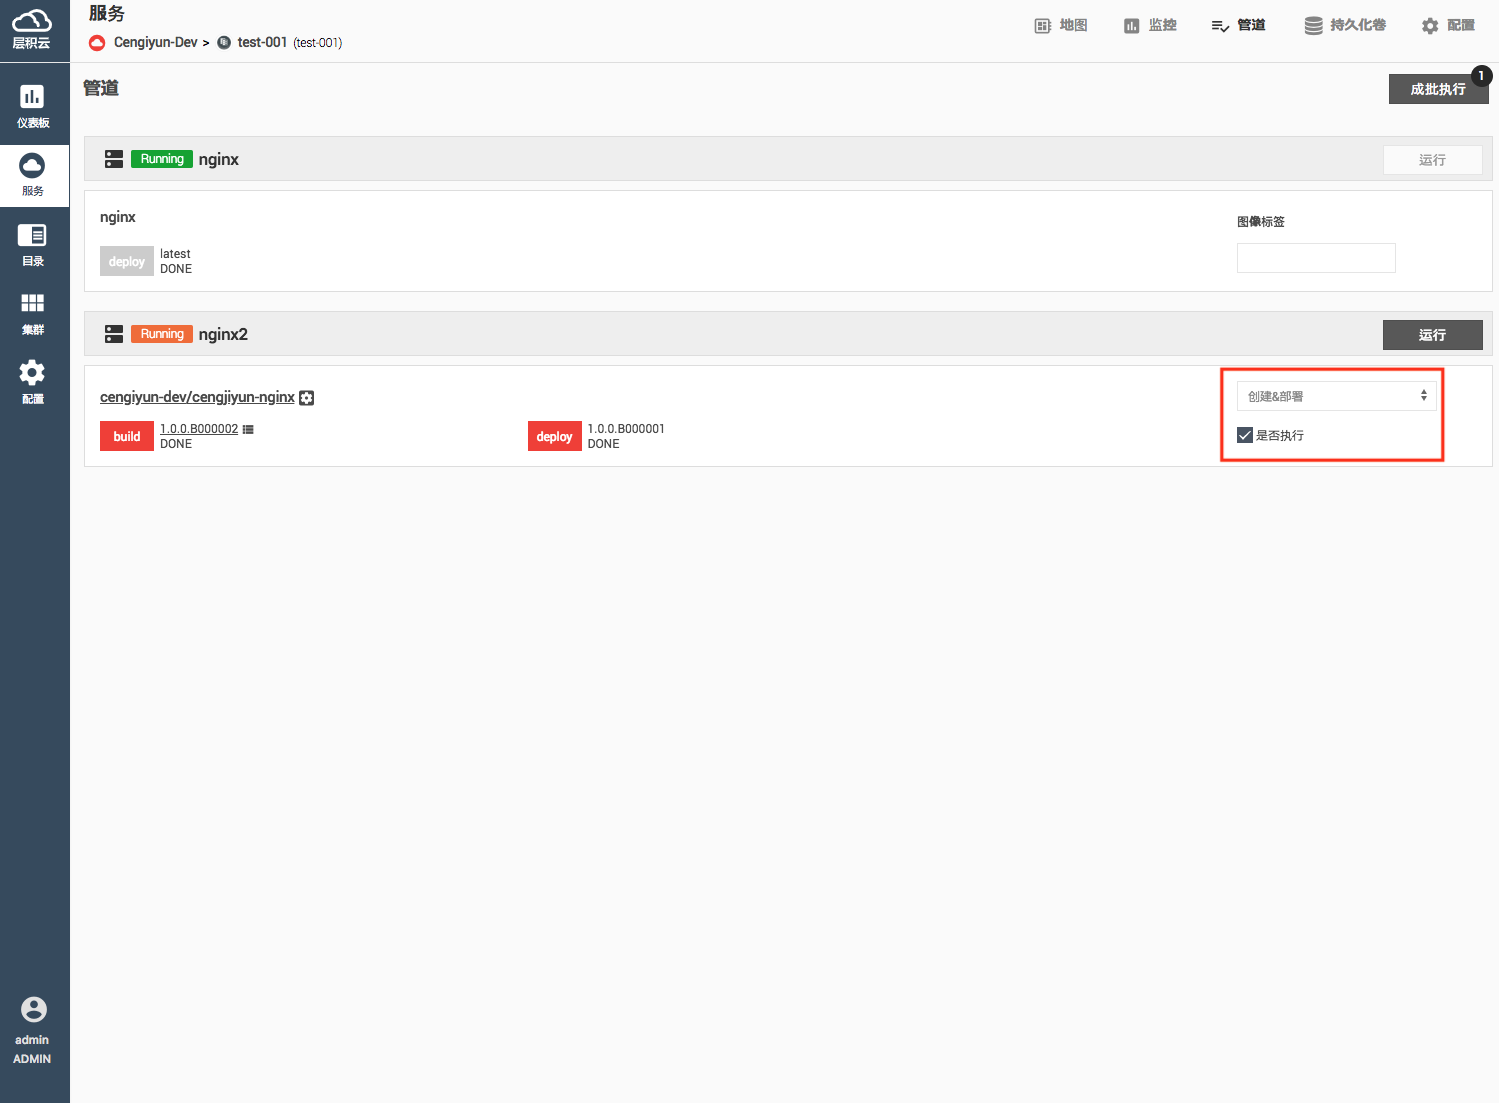 层积云
服务
Cengiyun-Dev > test-001 (test-001)
地图 监控 管道 持久化卷 配置
管道
成批执行 1
仪表板
服务
目录
集群
配置
Running nginx 运行
nginx
图像标签
deploy latest
DONE
Running nginx2 运行
cengiyun-dev/cengjiyun-nginx
创建&部署
build 1.0.0.B000002
DONE
deploy 1.0.0.B000001
DONE
是否执行
admin
ADMIN